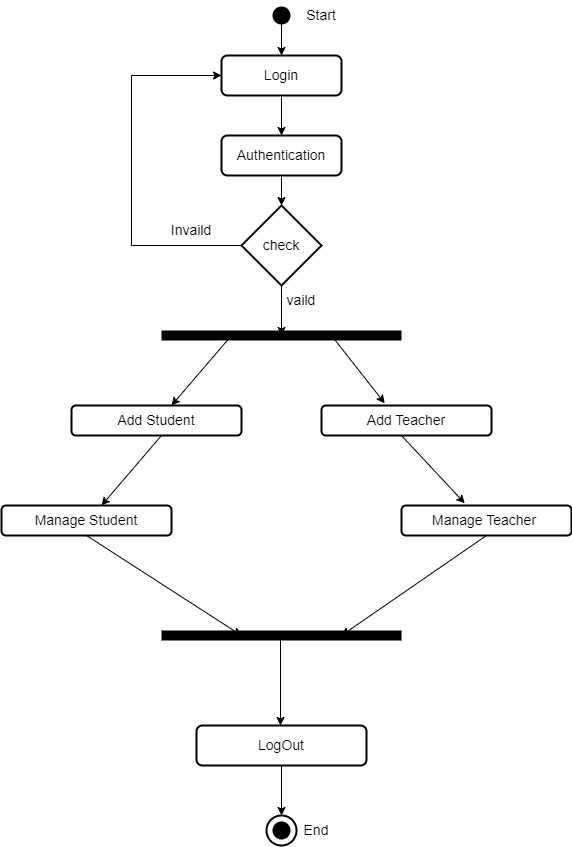 Start
Login
Authentication
Invaild
check
vaild
Add Student
Add Teacher
Manage Student
Manage Teacher
LogOut
End